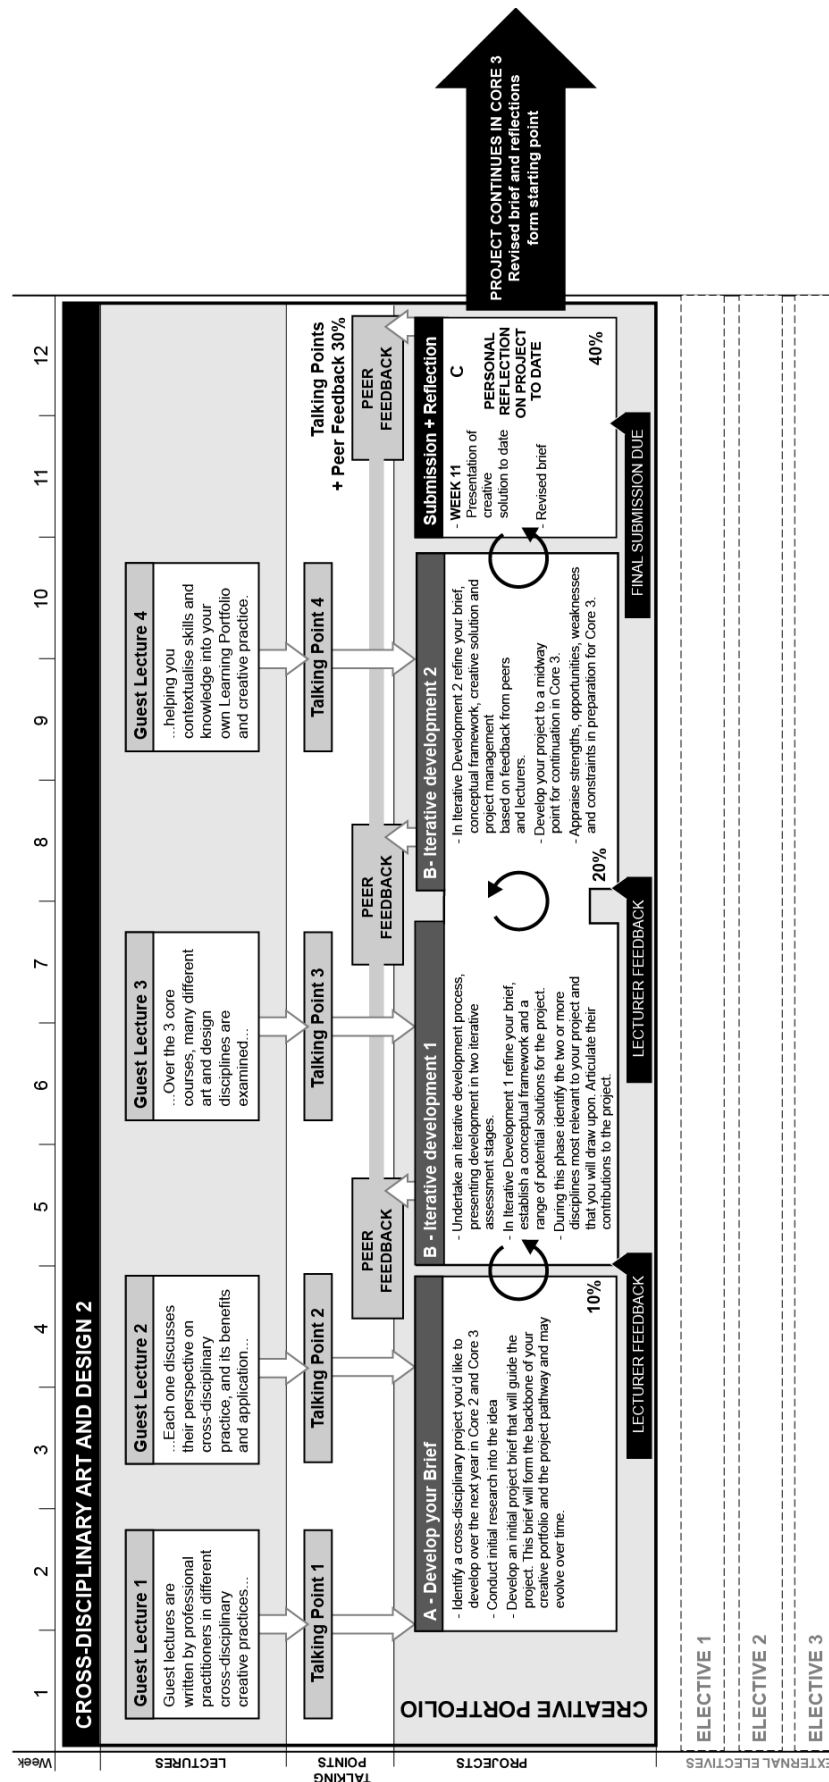 Week
1
2
3
4
5
6
7
8
9
10
11
12
CROSS-DISCIPLINARY ART AND DESIGN 2
LECTURES
Guest Lecture 1
Guest lectures are
written by professional
practitioners in different
cross-disciplinary
creative practices...
Guest Lecture 2
...Each one discusses
their perspective on
cross-disciplinary
practice, and its benefits
and application...
Guest Lecture 3
...Over the 3 core
courses, many different
art and design
disciplines are
examined...
Guest Lecture 4
...helping you
contextualise skills and
knowledge into your
own Learning Portfolio
and creative practice.
TALKING
POINTS
Talking Point 1
Talking Point 2
Talking Point 3
Talking Point 4
Talking Points
+ Peer Feedback 30%
PEER
FEEDBACK
PEER
FEEDBACK
PEER
FEEDBACK
PROJECTS
CREATIVE PORTFOLIO
A - Develop your Brief
- Identify a cross-disciplinary project you'd like to
develop over the next year in Core 2 and Core 3
- Conduct initial research into the idea
- Develop an initial project brief that will guide the
project. This brief will form the backbone of your
creative portfolio and the project pathway and may
evolve over time.
10%
B - Iterative development 1
- Undertake an iterative development process,
presenting development in two iterative
assessment stages.
- In Iterative Development 1 refine your brief,
establish a conceptual framework and a
range of potential solutions for the project.
- During this phase identify the two or more
disciplines most relevant to your project and
that you will draw upon. Articulate their
contributions to the project.
20%
B- Iterative development 2
- In Iterative Development 2 refine your brief,
conceptual framework, creative solution and
project management
based on feedback from peers
and lecturers.
- Develop your project to a midway
point for continuation in Core 3.
- Appraise strengths, opportunities, weaknesses
and constraints in preparation for Core 3.
Submission + Reflection
- WEEK 11
Presentation of
creative
solution to date
- Revised brief
C
PERSONAL
REFLECTION
ON PROJECT
TO DATE
40%
LECTURER FEEDBACK
LECTURER FEEDBACK
FINAL SUBMISSION DUE
PROJECT CONTINUES IN CORE 3
Revised brief and reflections
form starting point
EXTERNAL ELECTIVES
ELECTIVE 1
ELECTIVE 2
ELECTIVE 3